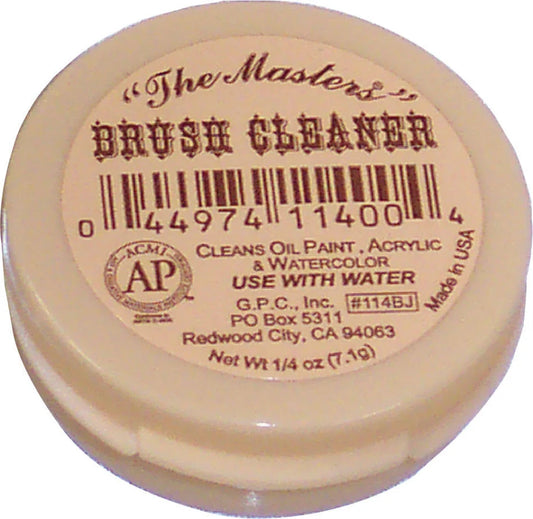 "The Masters"
BRUSH CLEANER
0 44974 11400 4
ACMI
AP
CLEANS OIL PAINT, ACRYLIC
& WATERCOLOR
USE WITH WATER
G.P.C., Inc. #114BJ
PO Box 5311
Redwood City, CA 94063
Net Wt 1/4 oz (7.1g)
Made in USA